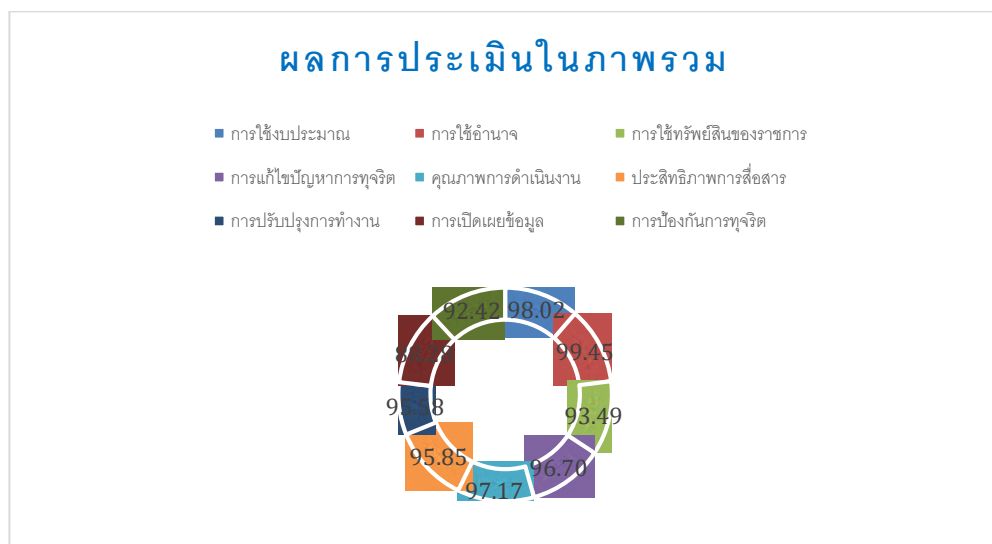 ผลการประเมินในภาพรวม
การใช้งบประมาณ การใช้อำนาจ การใช้ทรัพย์สินของราชการ
การแก้ไขปัญหาการทุจริต คุณภาพการดำเนินงาน ประสิทธิภาพการสื่อสาร
การปรับปรุงการทำงาน การเปิดเผยข้อมูล การป้องกันการทุจริต
92.42 98.02
99.45
95.58 93.49
95.85 96.70
97.17